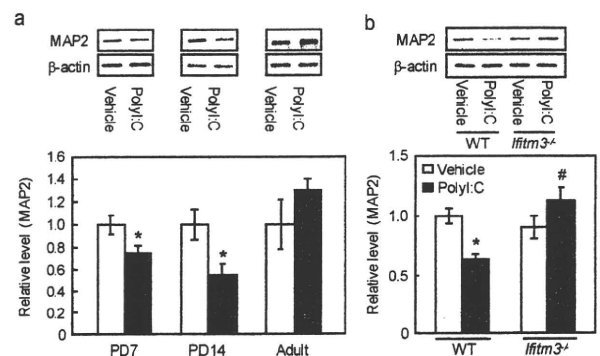 a
MAP2
β-actin
Vehicle PolyI:C Vehicle PolyI:C Vehicle PolyI:C
Relative level (MAP2)
1.6
1.4
1.2
1.0
0.8
0.6
0.4
0.2
0
* *
PD7 PD14 Adult
b
MAP2
β-actin
Vehicle PolyI:C Vehicle PolyI:C
WT Ifitm3-/-
Relative level (MAP2)
1.5
1.0
0.5
0
Vehicle
PolyI:C
* #
WT Ifitm3-/-